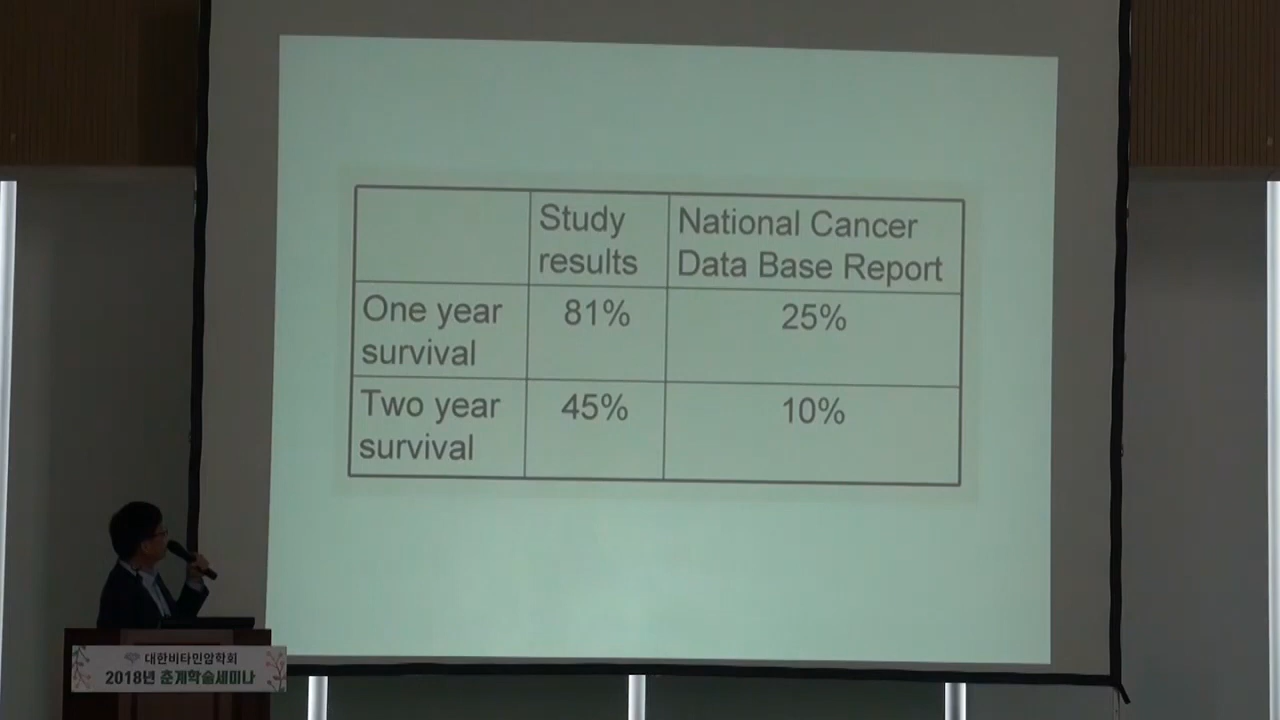 Study
results
National Cancer
Data Base Report
One year
survival
81%
25%
Two year
survival
45%
10%
대한비타민암학회
2018년 춘계학술세미나